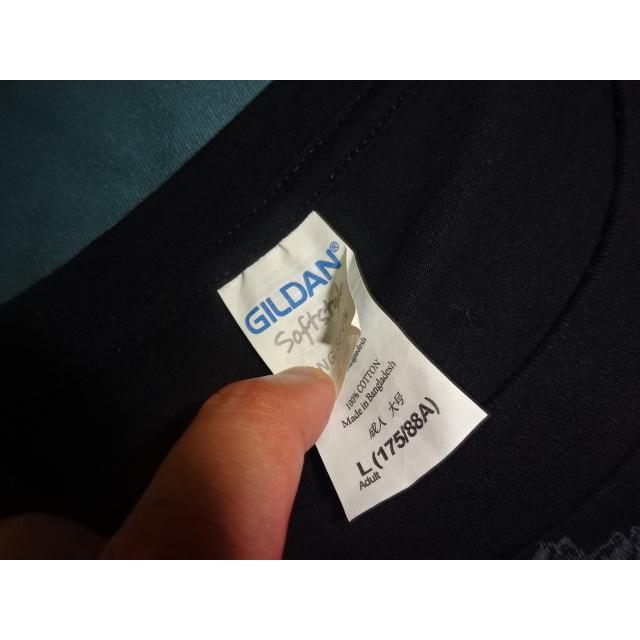 GILDAN®
Softstyle
100% COTTON
Made in Bangladesh
成人 大号
L (175/88A)
Adult